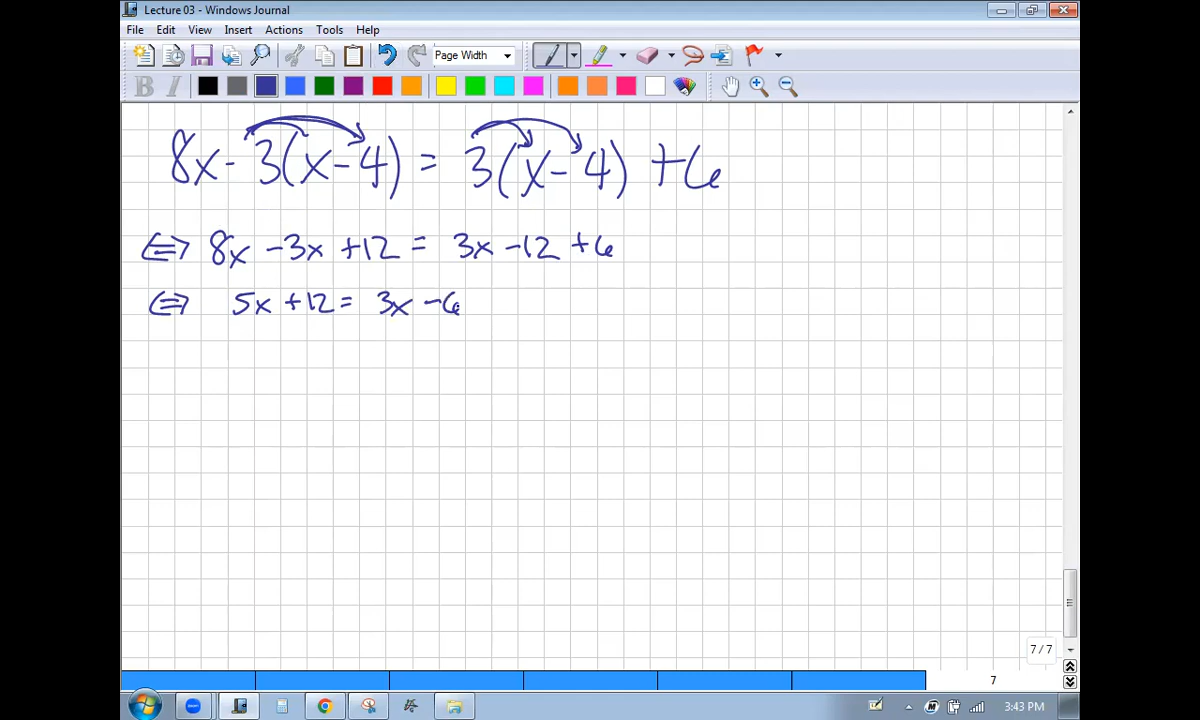 Lecture 03 - Windows Journal
File Edit View Insert Actions Tools Help
Page Width
B I
8x - 3(x - 4) = 3(x - 4) + 6
⇔ 8x - 3x + 12 = 3x - 12 + 6
⇔ 5x + 12 = 3x - 6
7 / 7
7
3:43 PM